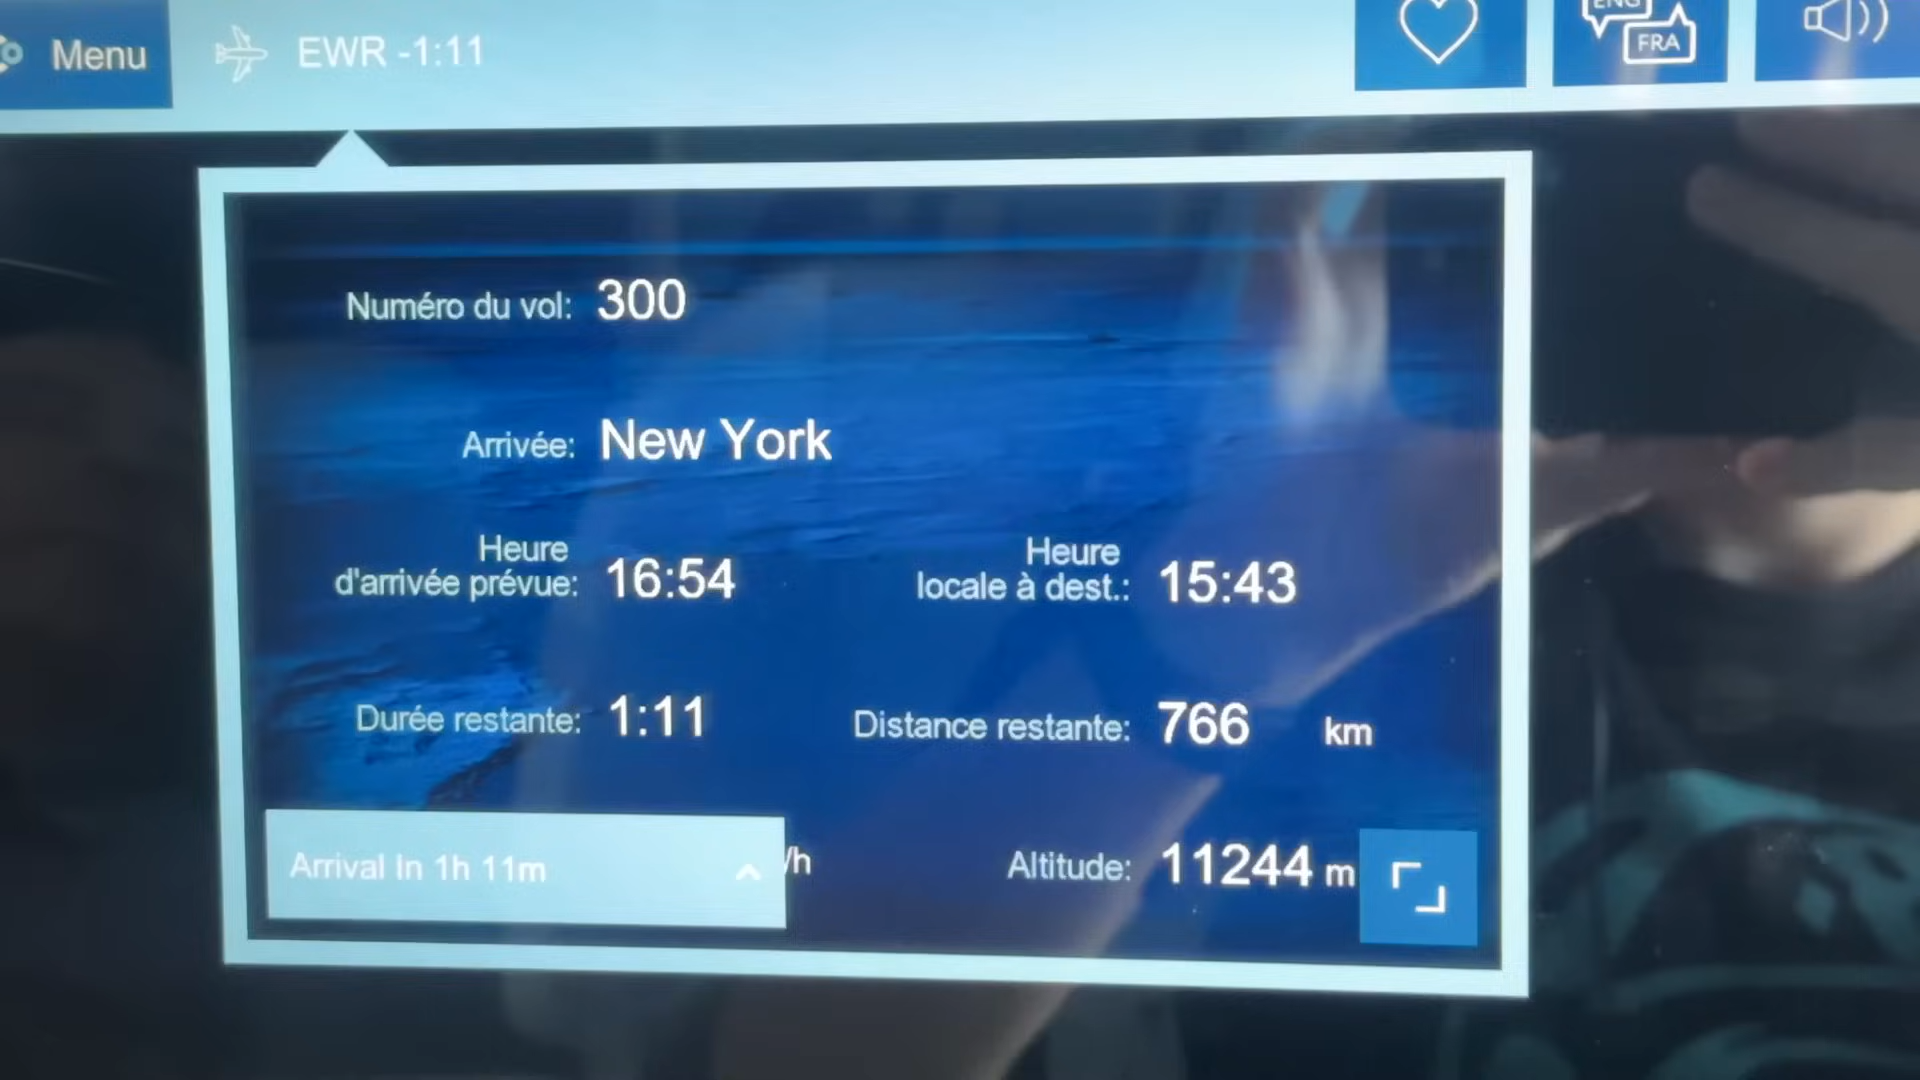 Menu
EWR -1:11
ENG
FRA
Numéro du vol: 300
Arrivée: New York
Heure
d'arrivée prévue: 16:54
Heure
locale à dest.: 15:43
Durée restante: 1:11
Distance restante: 766 km
Arrival In 1h 11m
/h
Altitude: 11244 m